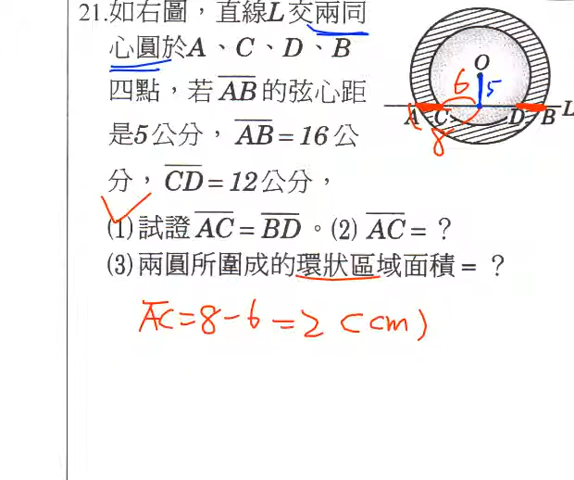 21.如右圖，直線L交兩同
心圓於A、C、D、B
四點，若AB的弦心距
是5公分，AB=16公
分，CD=12公分，
(1)試證AC=BD。(2) AC=？
(3)兩圓所圍成的環狀區域面積=？
O
6 5
A C D B L
8
AC=8-6=2(cm)